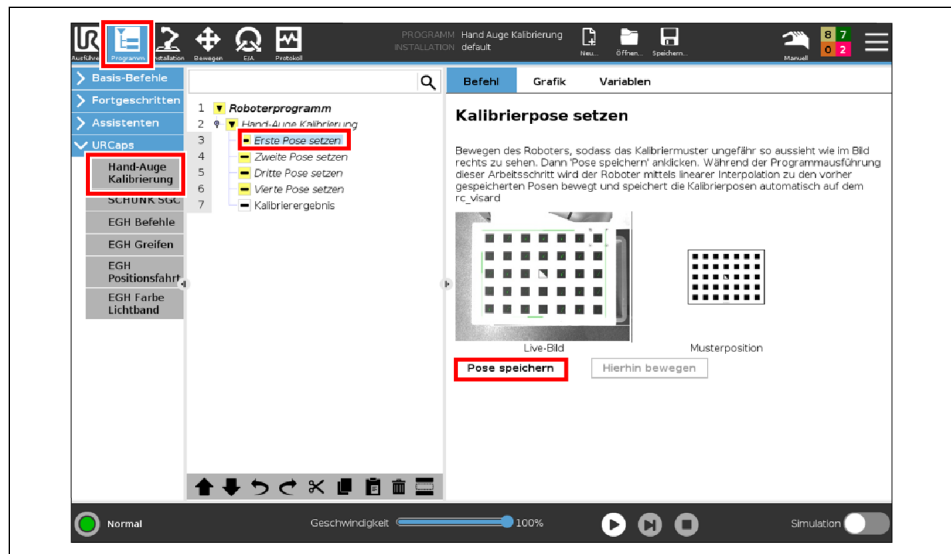 PROGRAMM Hand Auge Kalibrierung
INSTALLATION default
Programm
Installation
Bewegen
E/A
Protokoll
Neu...
Öffnen...
Speichern...
Manuell
8 7
0 2
Basis-Befehle
Fortgeschritten
Assistenten
URCaps
Hand-Auge
Kalibrierung
SCHUNK SGC
EGH Befehle
EGH Greifen
EGH
Positionsfahrt
EGH Farbe
Lichtband
1 Roboterprogramm
2 Hand-Auge Kalibrierung
3 Erste Pose setzen
4 Zweite Pose setzen
5 Dritte Pose setzen
6 Vierte Pose setzen
7 Kalibrierergebnis
Befehl Grafik Variablen
Kalibrierpose setzen
Bewegen des Roboters, sodass das Kalibriermuster ungefähr so aussieht wie im Bild
rechts zu sehen. Dann 'Pose speichern' anklicken. Während der Programmausführung
dieser Arbeitsschritt wird der Roboter mittels linearer Interpolation zu den vorher
gespeicherten Posen bewegt und speichert die Kalibrierposen automatisch auf dem
rc_visard
Live-Bild
Musterposition
Pose speichern
Hierhin bewegen
Normal
Geschwindigkeit
100%
Simulation